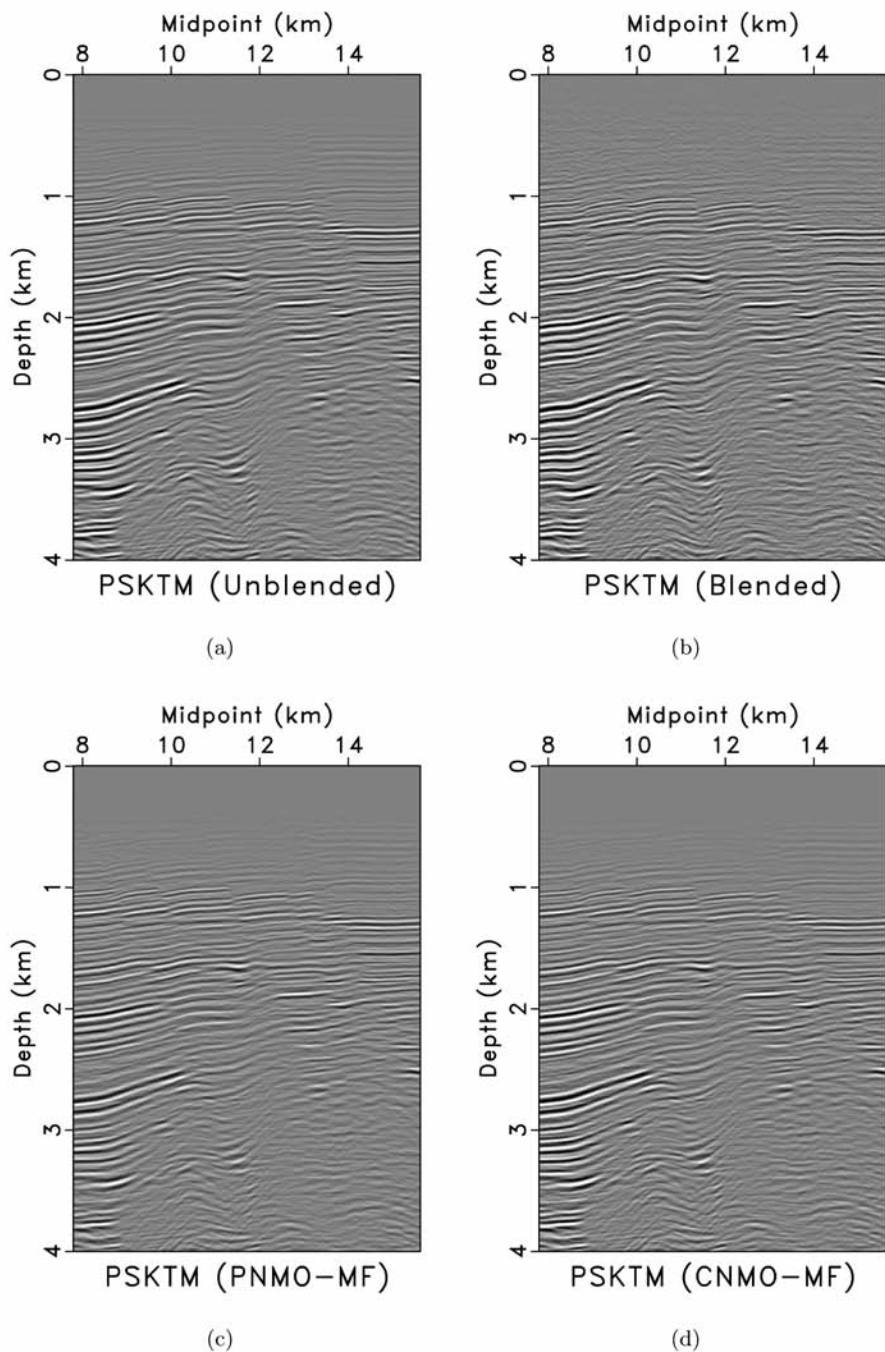 Midpoint (km)
8 10 12 14
0
1
2
3
4
Depth (km)
PSKTM (Unblended)
(a)
Midpoint (km)
8 10 12 14
0
1
2
3
4
Depth (km)
PSKTM (Blended)
(b)
Midpoint (km)
8 10 12 14
0
1
2
3
4
Depth (km)
PSKTM (PNMO-MF)
(c)
Midpoint (km)
8 10 12 14
0
1
2
3
4
Depth (km)
PSKTM (CNMO-MF)
(d)